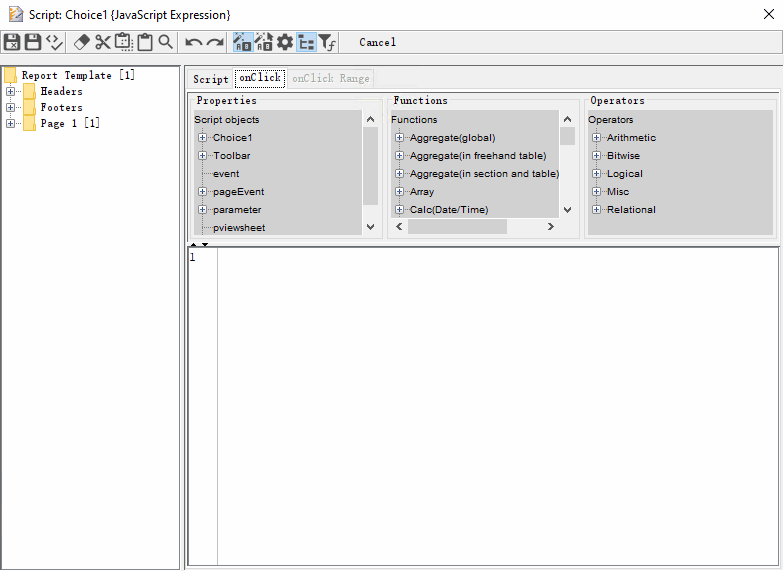 Script: Choice1 {JavaScript Expression}
Cancel
Report Template [1]
Headers
Footers
Page 1 [1]
Script
onClick
onClick Range
Properties
Script objects
Choice1
Toolbar
event
pageEvent
parameter
pviewsheet
Functions
Functions
Aggregate(global)
Aggregate(in freehand table)
Aggregate(in section and table)
Array
Calc(Date/Time)
Operators
Operators
Arithmetic
Bitwise
Logical
Misc
Relational
1